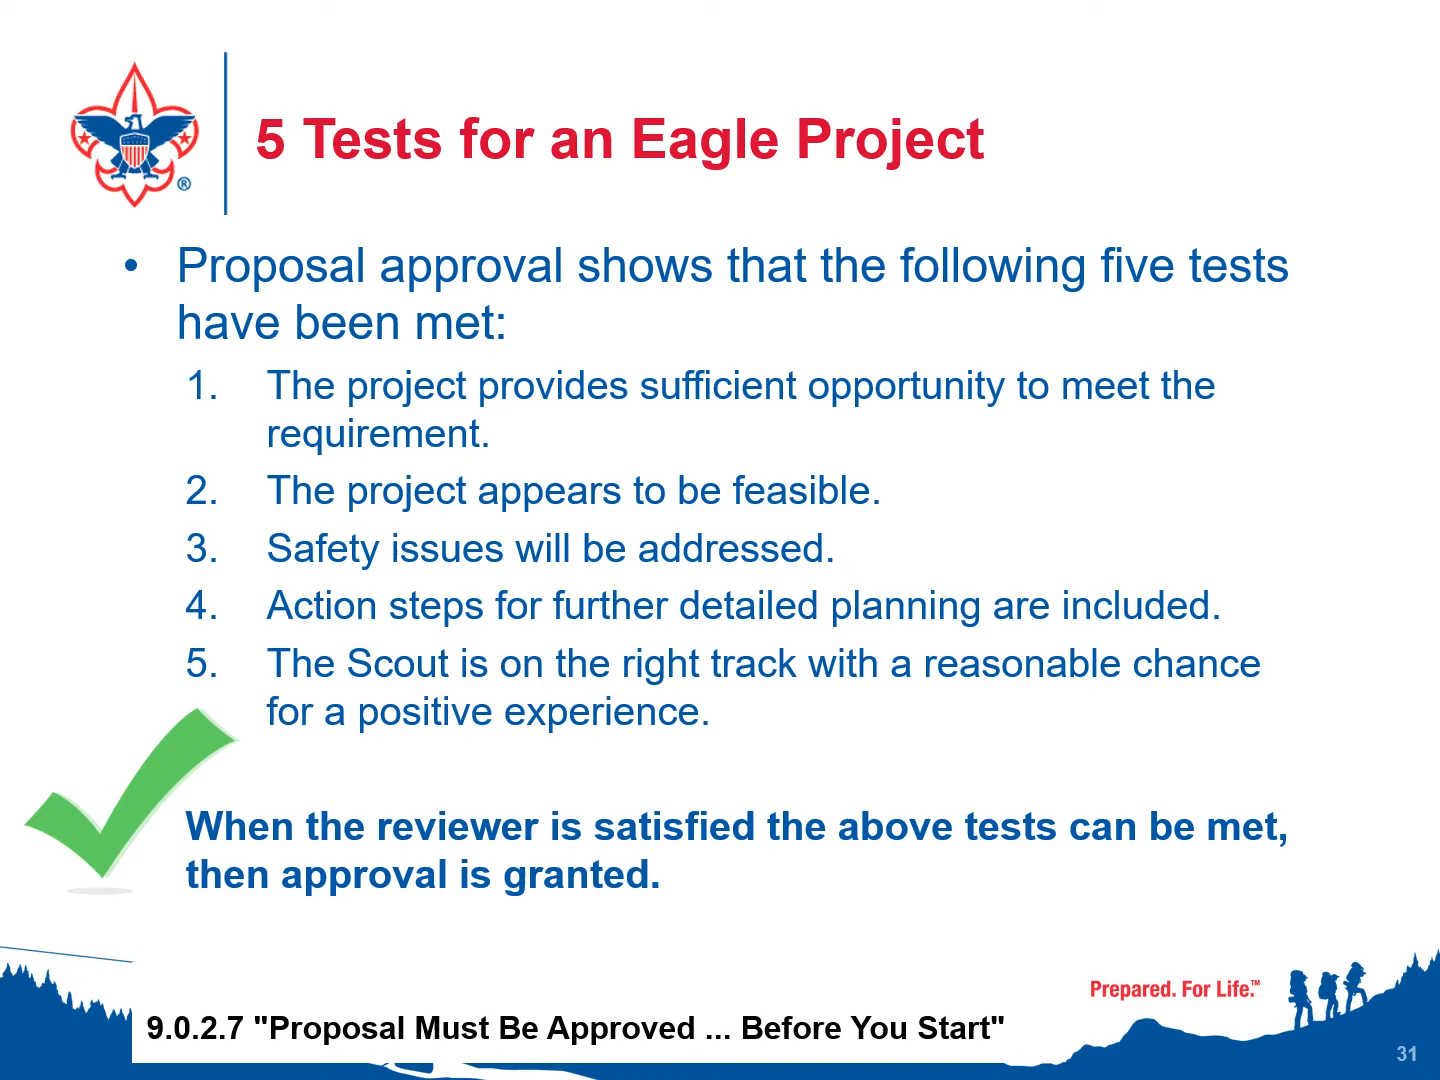 5 Tests for an Eagle Project
®
• Proposal approval shows that the following five tests
have been met:
1. The project provides sufficient opportunity to meet the
requirement.
2. The project appears to be feasible.
3. Safety issues will be addressed.
4. Action steps for further detailed planning are included.
5. The Scout is on the right track with a reasonable chance
for a positive experience.
When the reviewer is satisfied the above tests can be met,
then approval is granted.
Prepared. For Life.™
9.0.2.7 "Proposal Must Be Approved ... Before You Start"
31